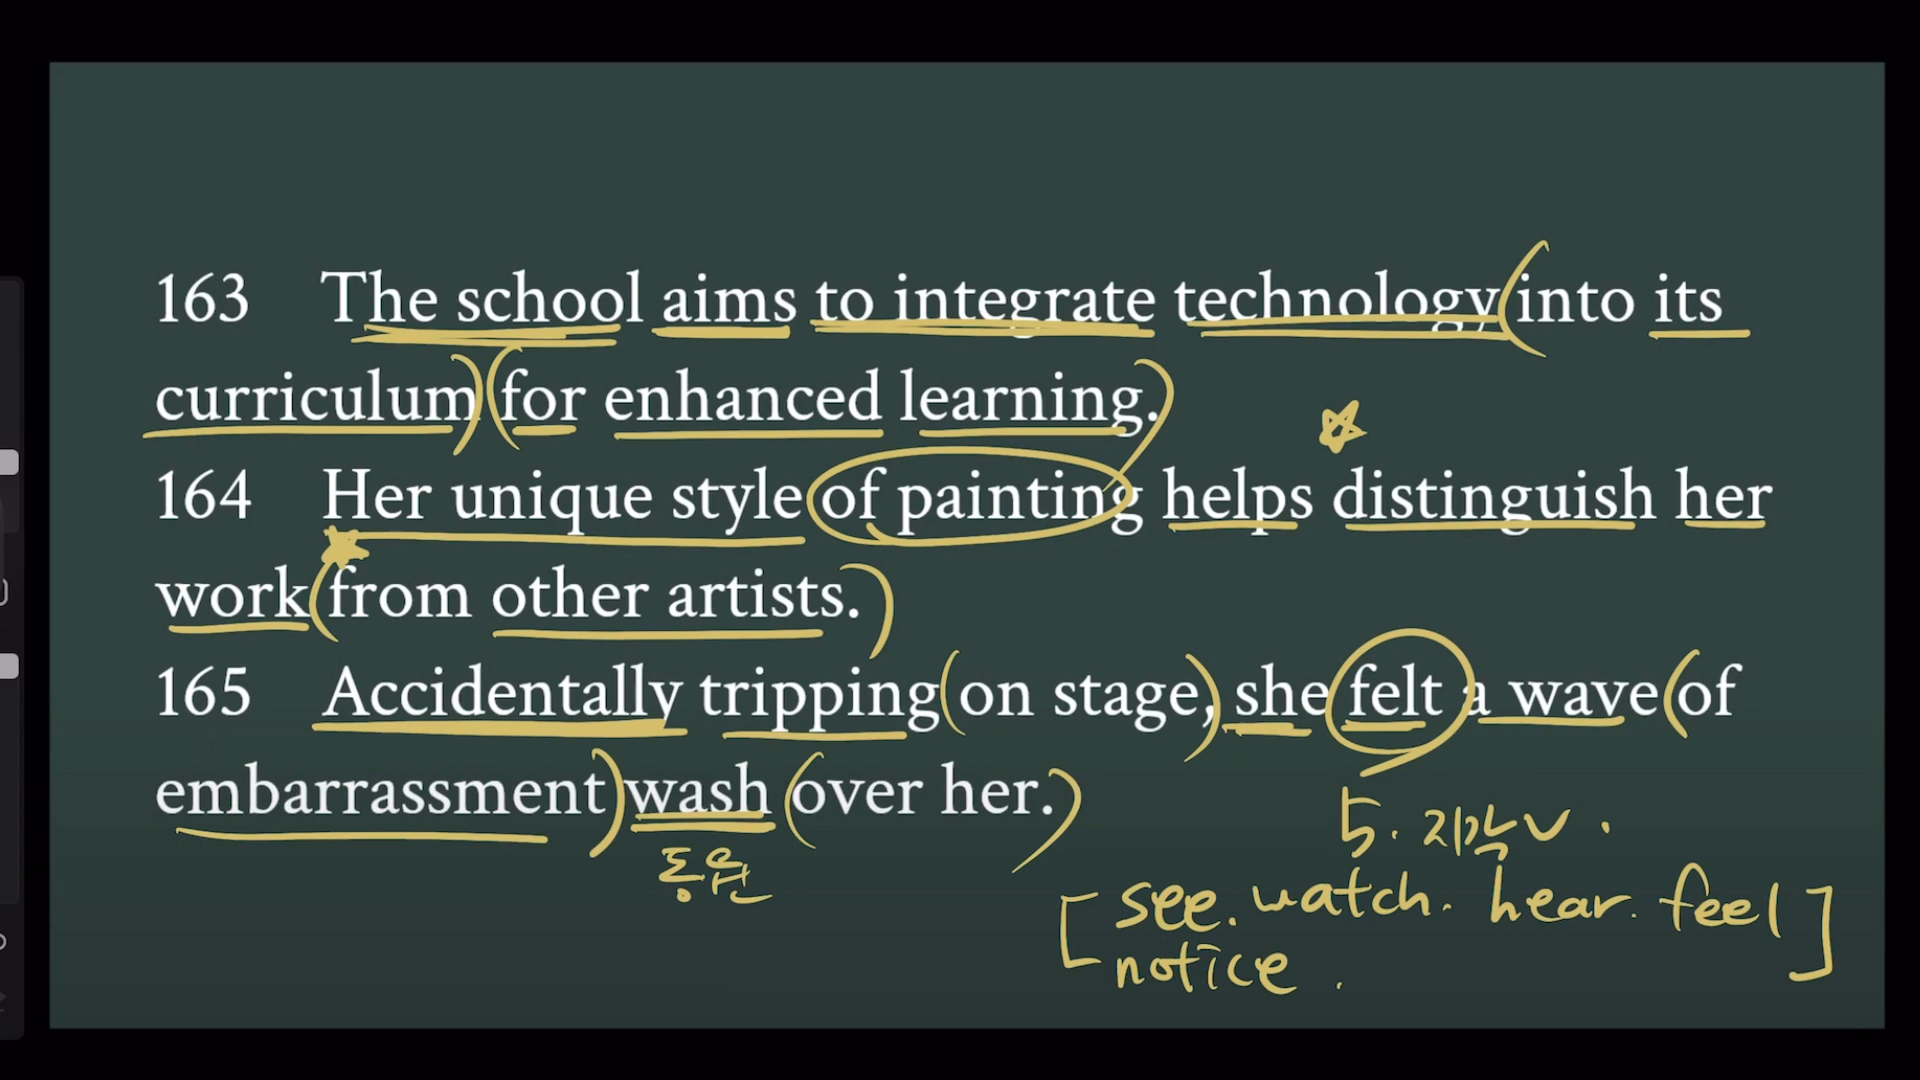 163 The school aims to integrate technology into its
curriculum for enhanced learning.
164 Her unique style of painting helps distinguish her
work from other artists.
165 Accidentally tripping on stage, she felt a wave of
embarrassment wash over her.
동원
5. 지각 v.
[see. watch. hear. feel
notice.]